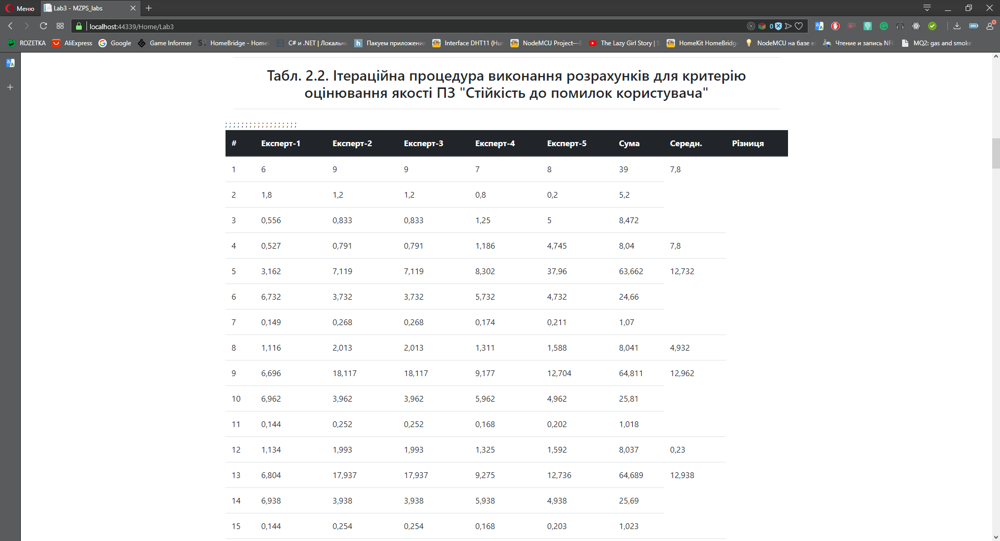 Меню
Lab3 - MZPS_labs
localhost:44339/Home/Lab3
0
ROZETKA AliExpress Google Game Informer HomeBridge - Home C# и .NET | Локальн Пакуем приложения Interface DHT11 (Hum NodeMCU Project— The Lazy Girl Story | S HomeKit HomeBridge NodeMCU на базе es Чтение и запись NFC MQ2: gas and smoke
Табл. 2.2. Ітераційна процедура виконання розрахунків для критерію
оцінювання якості ПЗ "Стійкість до помилок користувача"
; ; ; ; ; ; ; ; ; ; ; ; ; ; ; ; ; ;
# Експерт-1 Експерт-2 Експерт-3 Експерт-4 Експерт-5 Сума Середн. Різниця
1 6 9 9 7 8 39 7,8
2 1,8 1,2 1,2 0,8 0,2 5,2
3 0,556 0,833 0,833 1,25 5 8,472
4 0,527 0,791 0,791 1,186 4,745 8,04 7,8
5 3,162 7,119 7,119 8,302 37,96 63,662 12,732
6 6,732 3,732 3,732 5,732 4,732 24,66
7 0,149 0,268 0,268 0,174 0,211 1,07
8 1,116 2,013 2,013 1,311 1,588 8,041 4,932
9 6,696 18,117 18,117 9,177 12,704 64,811 12,962
10 6,962 3,962 3,962 5,962 4,962 25,81
11 0,144 0,252 0,252 0,168 0,202 1,018
12 1,134 1,993 1,993 1,325 1,592 8,037 0,23
13 6,804 17,937 17,937 9,275 12,736 64,689 12,938
14 6,938 3,938 3,938 5,938 4,938 25,69
15 0,144 0,254 0,254 0,168 0,203 1,023